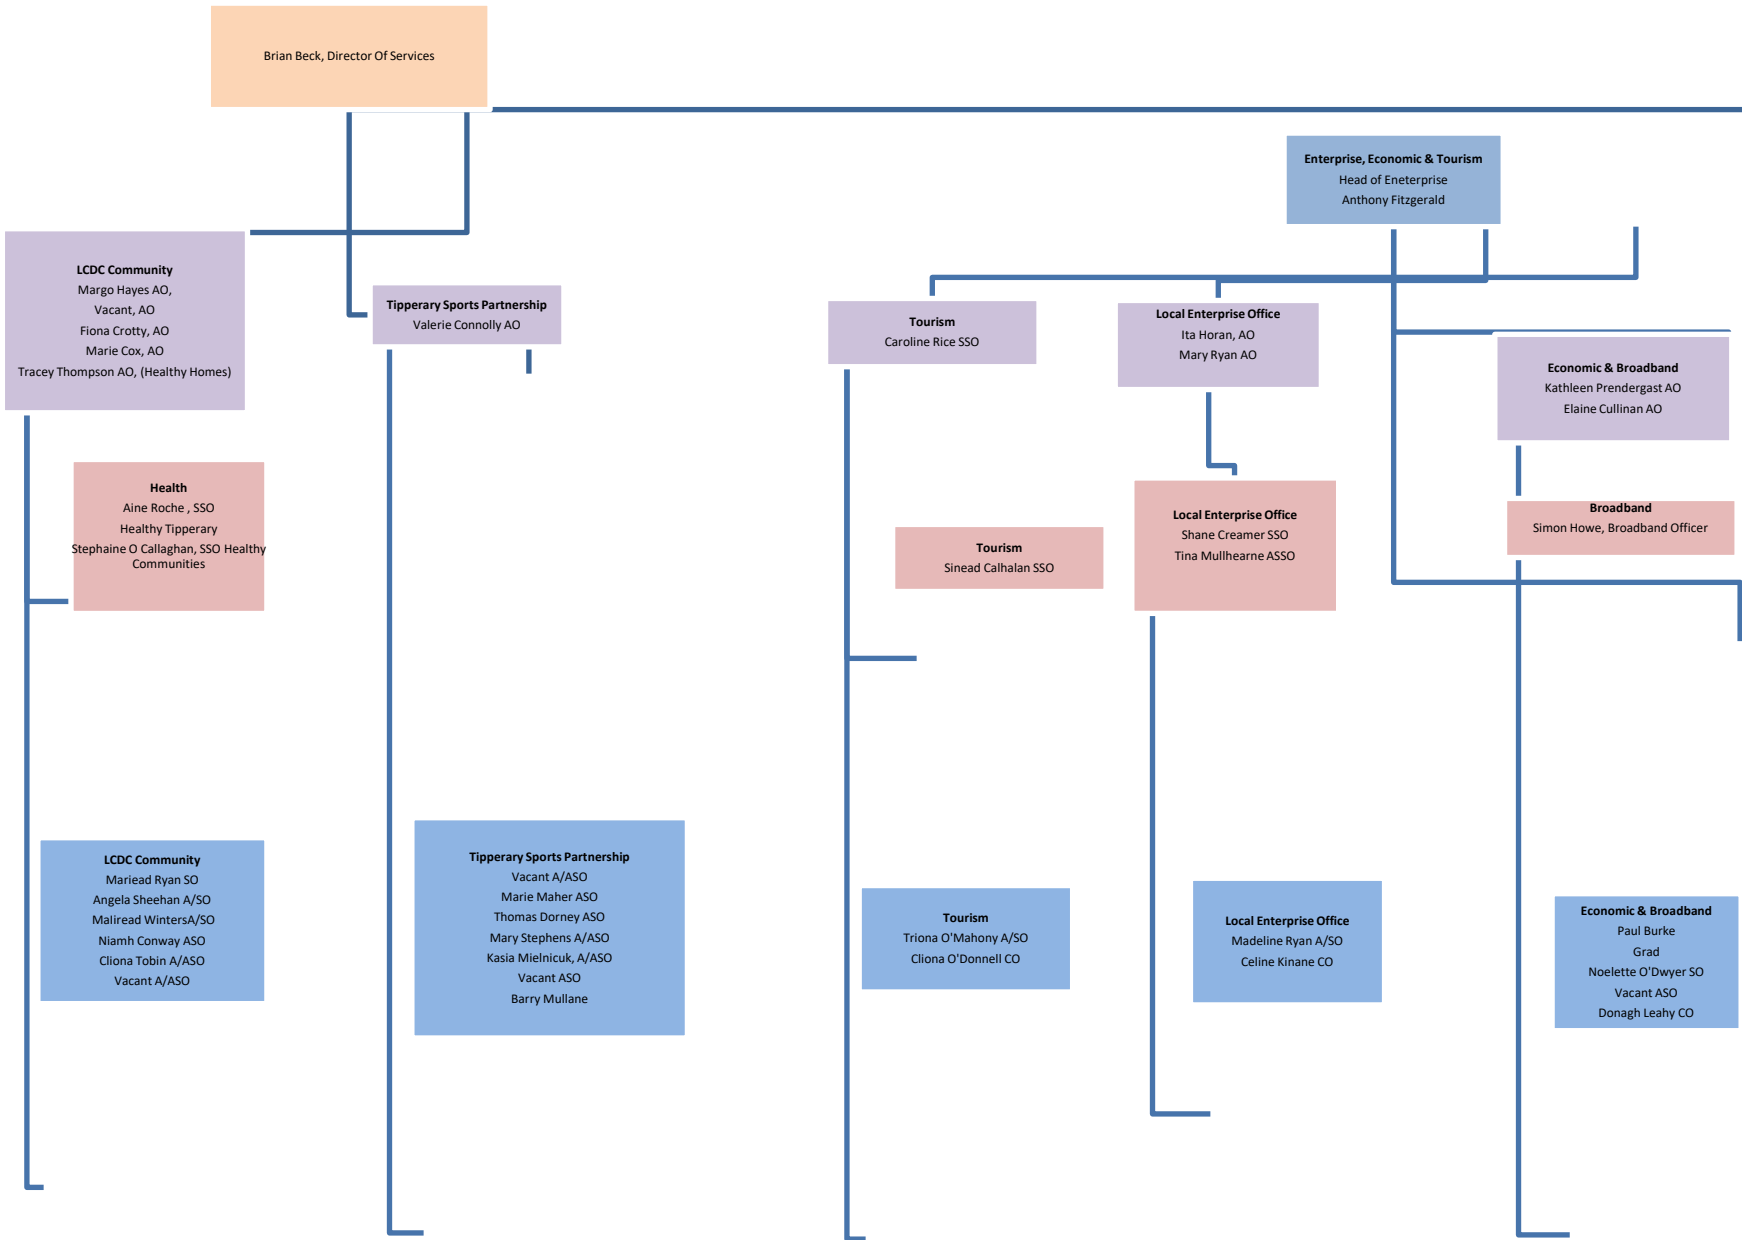 Brian Beck, Director Of Services
Enterprise, Economic & Tourism
Head of Eneterprise
Anthony Fitzgerald
LCDC Community
Margo Hayes AO,
Vacant, AO
Fiona Crotty, AO
Marie Cox, AO
Tracey Thompson AO, (Healthy Homes)
Tipperary Sports Partnership
Valerie Connolly AO
Tourism
Caroline Rice SSO
Local Enterprise Office
Ita Horan, AO
Mary Ryan AO
Economic & Broadband
Kathleen Prendergast AO
Elaine Cullinan AO
Health
Aine Roche , SSO
Healthy Tipperary
Stephaine O Callaghan, SSO Healthy
Communities
Tourism
Sinead Calhalan SSO
Local Enterprise Office
Shane Creamer SSO
Tina Mullhearne ASSO
Broadband
Simon Howe, Broadband Officer
LCDC Community
Mariead Ryan SO
Angela Sheehan A/SO
Maliread WintersA/SO
Niamh Conway ASO
Cliona Tobin A/ASO
Vacant A/ASO
Tipperary Sports Partnership
Vacant A/ASO
Marie Maher ASO
Thomas Dorney ASO
Mary Stephens A/ASO
Kasia Mielnicuk, A/ASO
Vacant ASO
Barry Mullane
Tourism
Triona O'Mahony A/SO
Cliona O'Donnell CO
Local Enterprise Office
Madeline Ryan A/SO
Celine Kinane CO
Economic & Broadband
Paul Burke
Grad
Noelette O'Dwyer SO
Vacant ASO
Donagh Leahy CO